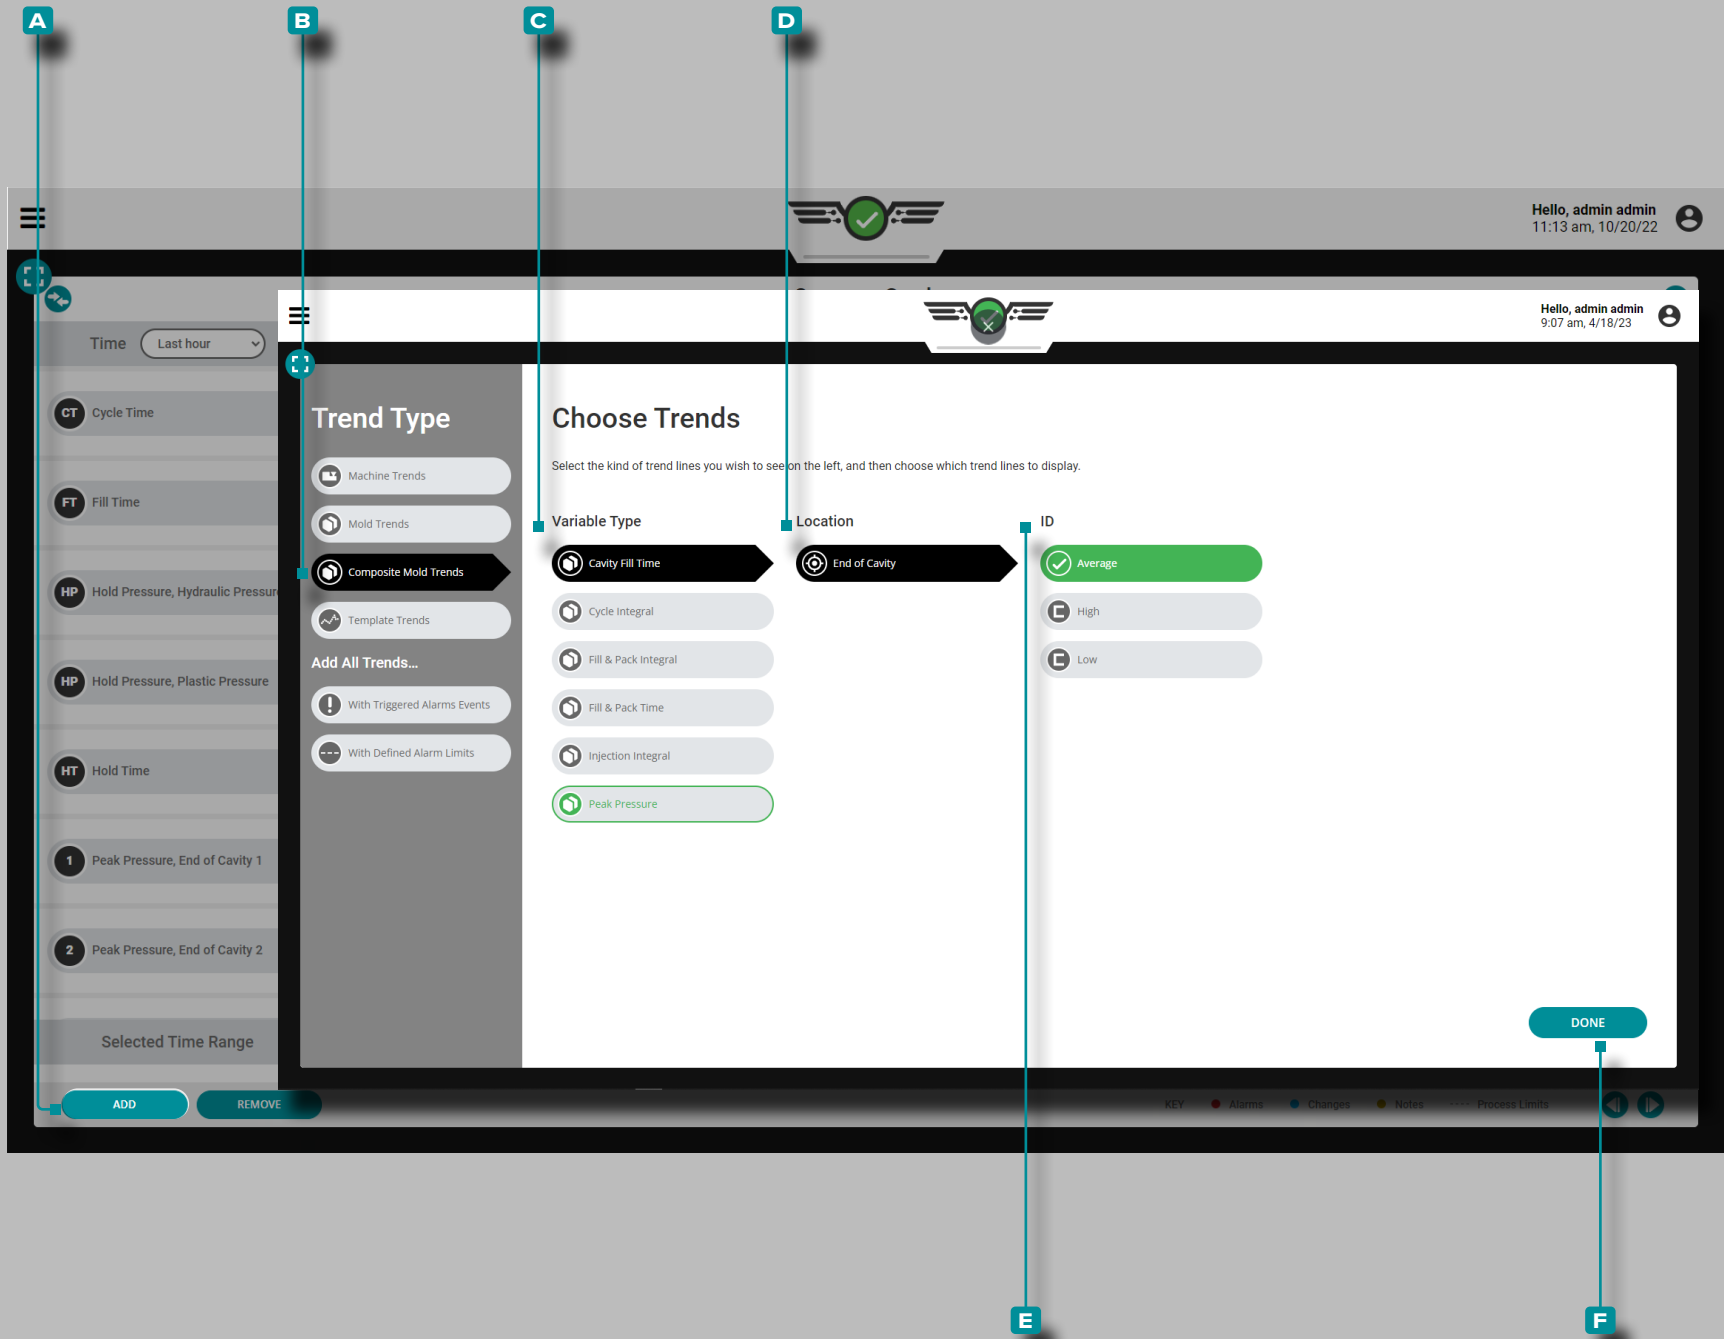 A
B
C
D
Hello, admin admin
11:13 am, 10/20/22
Hello, admin admin
9:07 am, 4/18/23
Time
Last hour
CT Cycle Time
FT Fill Time
HP Hold Pressure, Hydraulic Pressur
HP Hold Pressure, Plastic Pressure
HT Hold Time
1 Peak Pressure, End of Cavity 1
2 Peak Pressure, End of Cavity 2
Selected Time Range
ADD
REMOVE
Trend Type
Machine Trends
Mold Trends
Composite Mold Trends
Template Trends
Add All Trends...
With Triggered Alarms Events
With Defined Alarm Limits
Choose Trends
Select the kind of trend lines you wish to see on the left, and then choose which trend lines to display.
Variable Type
Cavity Fill Time
Cycle Integral
Fill & Pack Integral
Fill & Pack Time
Injection Integral
Peak Pressure
Location
End of Cavity
ID
Average
High
Low
DONE
KEY
Alarms
Changes
Notes
Process Limits
E
F